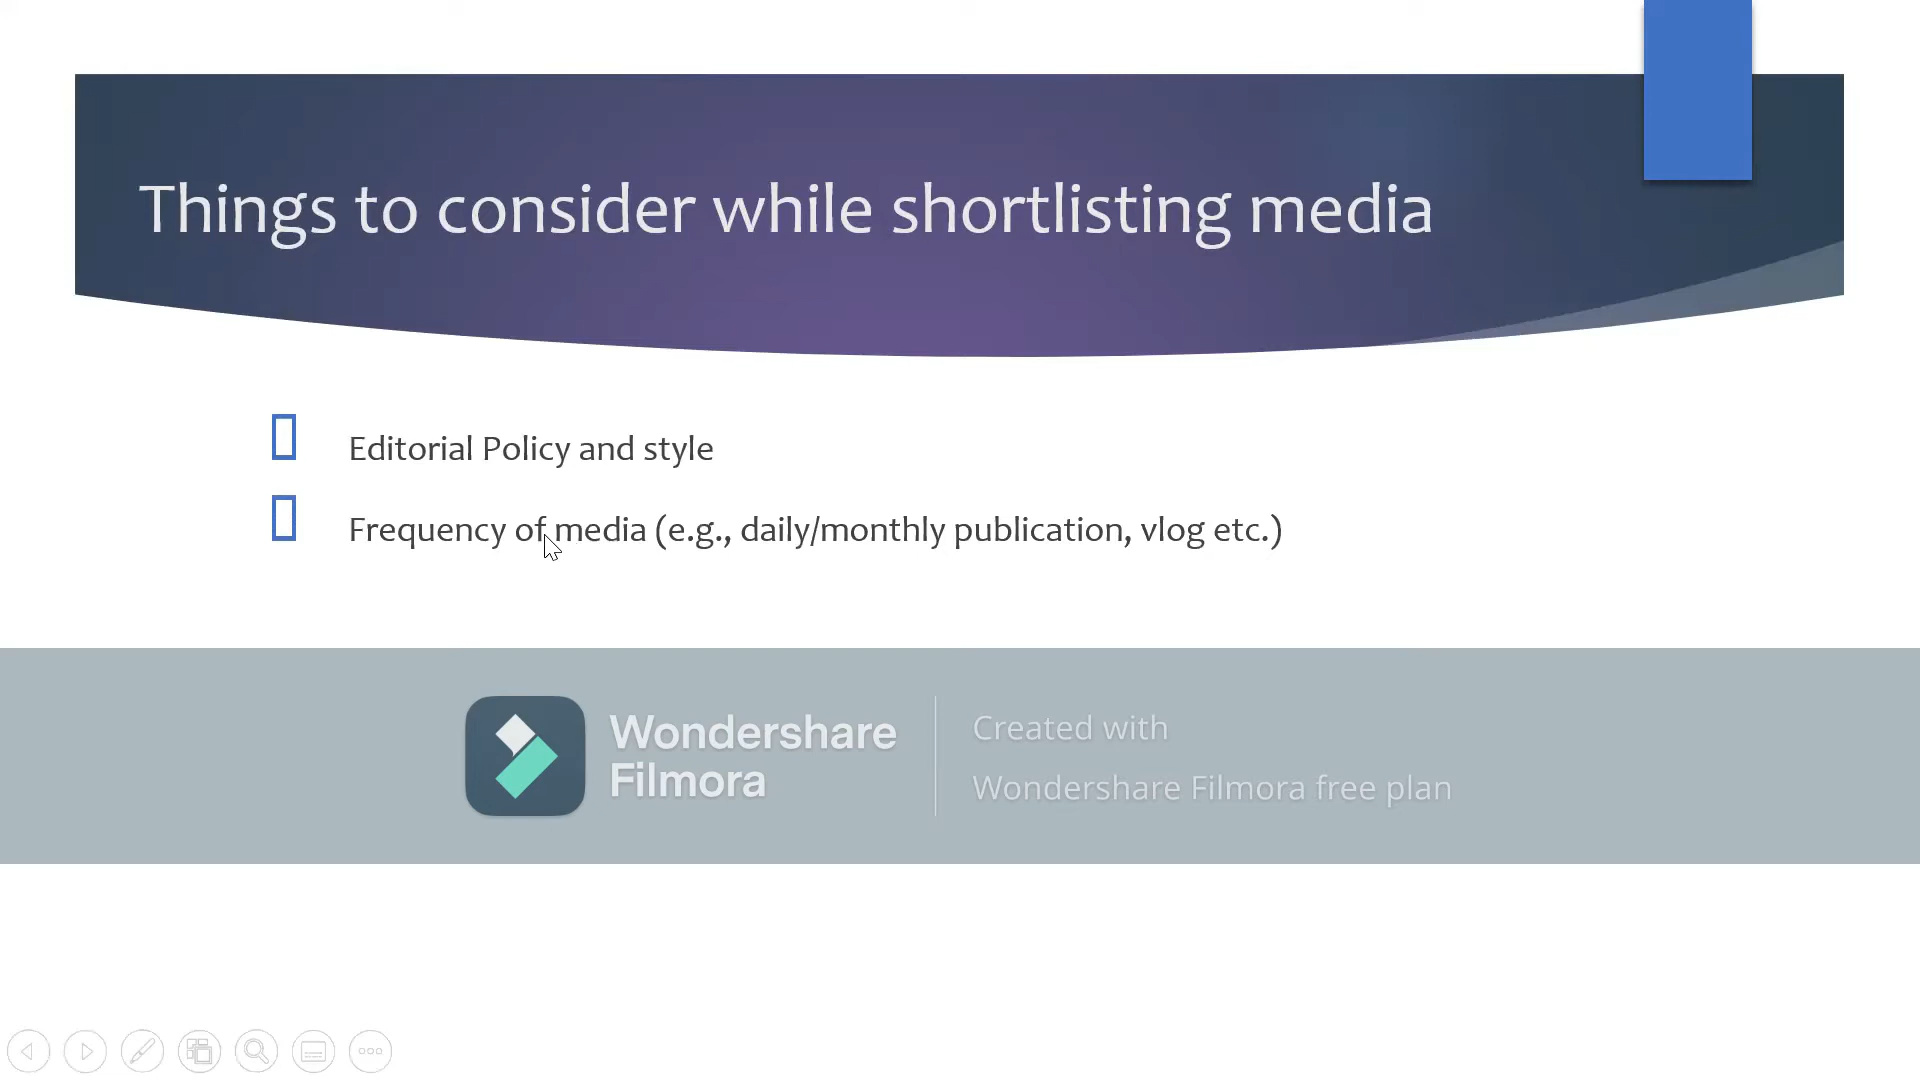 Things to consider while shortlisting media
Editorial Policy and style
Frequency of media (e.g., daily/monthly publication, vlog etc.)
Wondershare
Filmora
Created with
Wondershare Filmora free plan